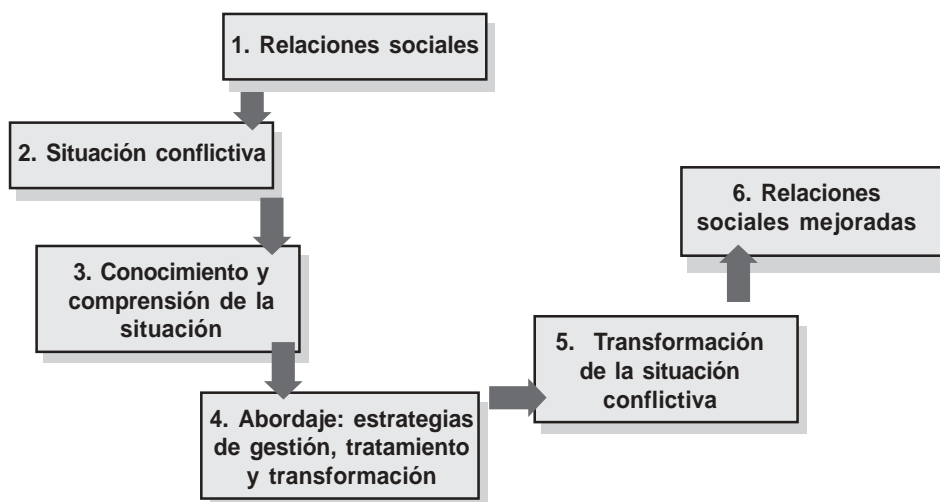 1. Relaciones sociales
2. Situación conflictiva
3. Conocimiento y
comprensión de la
situación
4. Abordaje: estrategias
de gestión, tratamiento
y transformación
5. Transformación
de la situación
conflictiva
6. Relaciones
sociales mejoradas